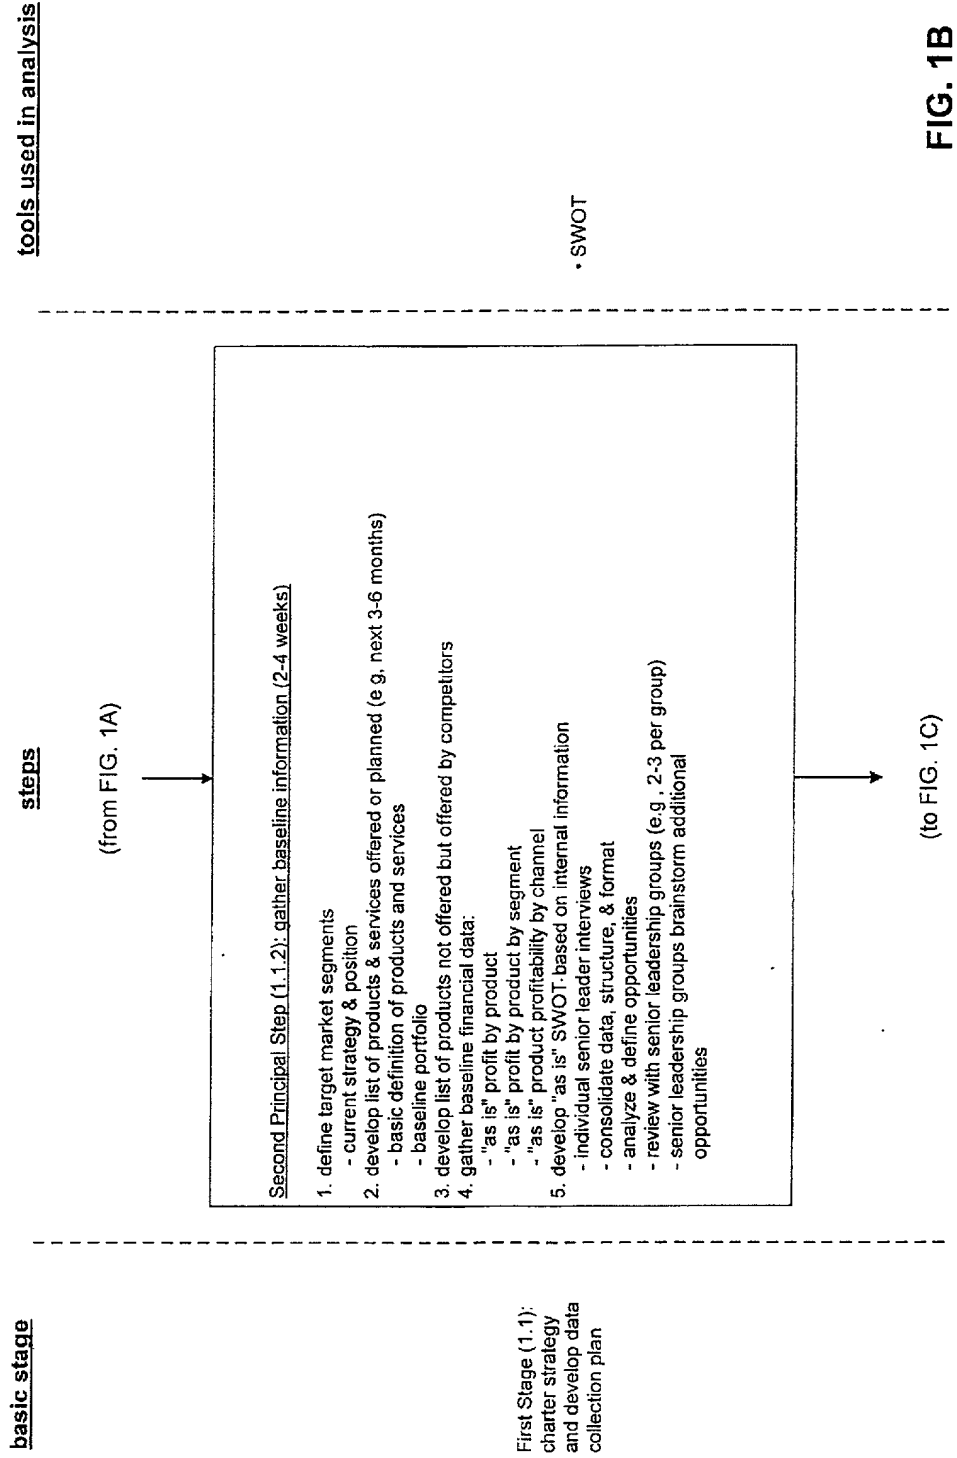 basic stage
steps
tools used in analysis
(from FIG. 1A)
First Stage (1.1):
charter strategy
and develop data
collection plan
Second Principal Step (1.1.2): gather baseline information (2-4 weeks)
1. define target market segments
- current strategy & position
2. develop list of products & services offered or planned (e g, next 3-6 months)
- basic definition of products and services
- baseline portfolio
3. develop list of products not offered but offered by competitors
4. gather baseline financial data:
- "as is" profit by product
- "as is" profit by product by segment
- "as is" product profitability by channel
5. develop "as is" SWOT-based on internal information
- individual senior leader interviews
- consolidate data, structure, & format
- analyze & define opportunities
- review with senior leadership groups (e.g , 2-3 per group)
- senior leadership groups brainstorm additional
opportunities
• SWOT
(to FIG. 1C)
FIG. 1B